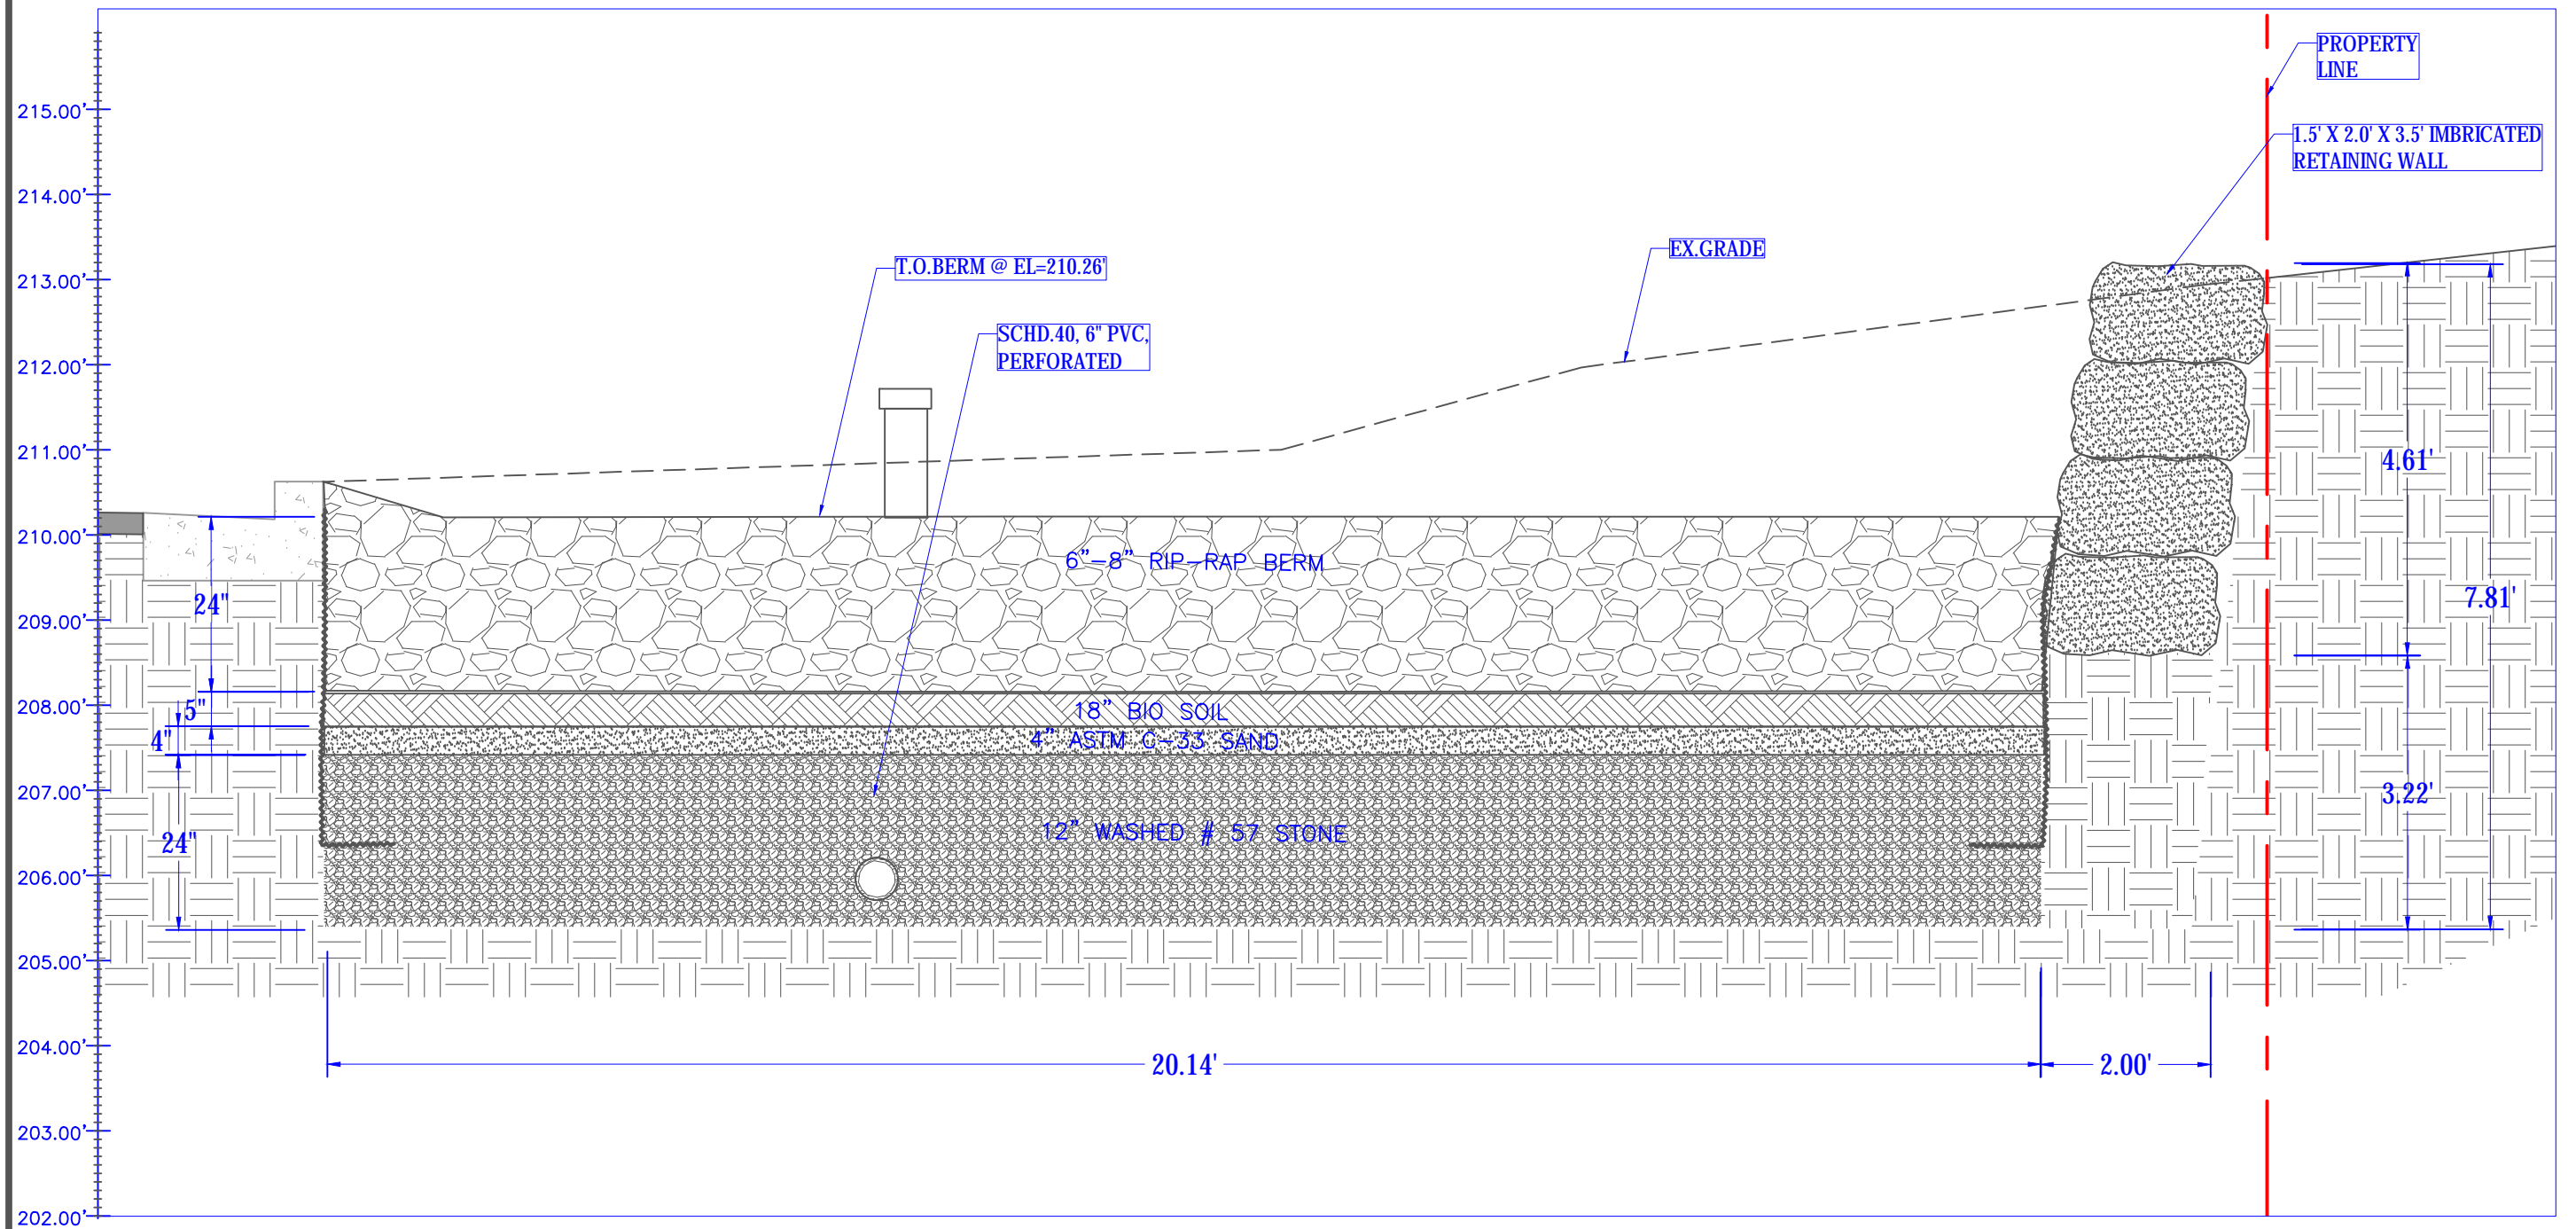 PROPERTY
LINE
215.00'
1.5' X 2.0' X 3.5' IMBRICATED
RETAINING WALL
214.00'
EX.GRADE
T.O.BERM @ EL=210.26'
213.00'
SCHD.40, 6" PVC,
PERFORATED
212.00'
211.00'
4.61'
210.00'
6"-8" RIP-RAP BERM
24"
7.81'
209.00'
208.00'
5"
18" BIO SOIL
4"
4" ASTM C-33 SAND
207.00'
3.22'
24"
12" WASHED # 57 STONE
206.00'
205.00'
204.00'
20.14'
2.00'
203.00'
202.00'